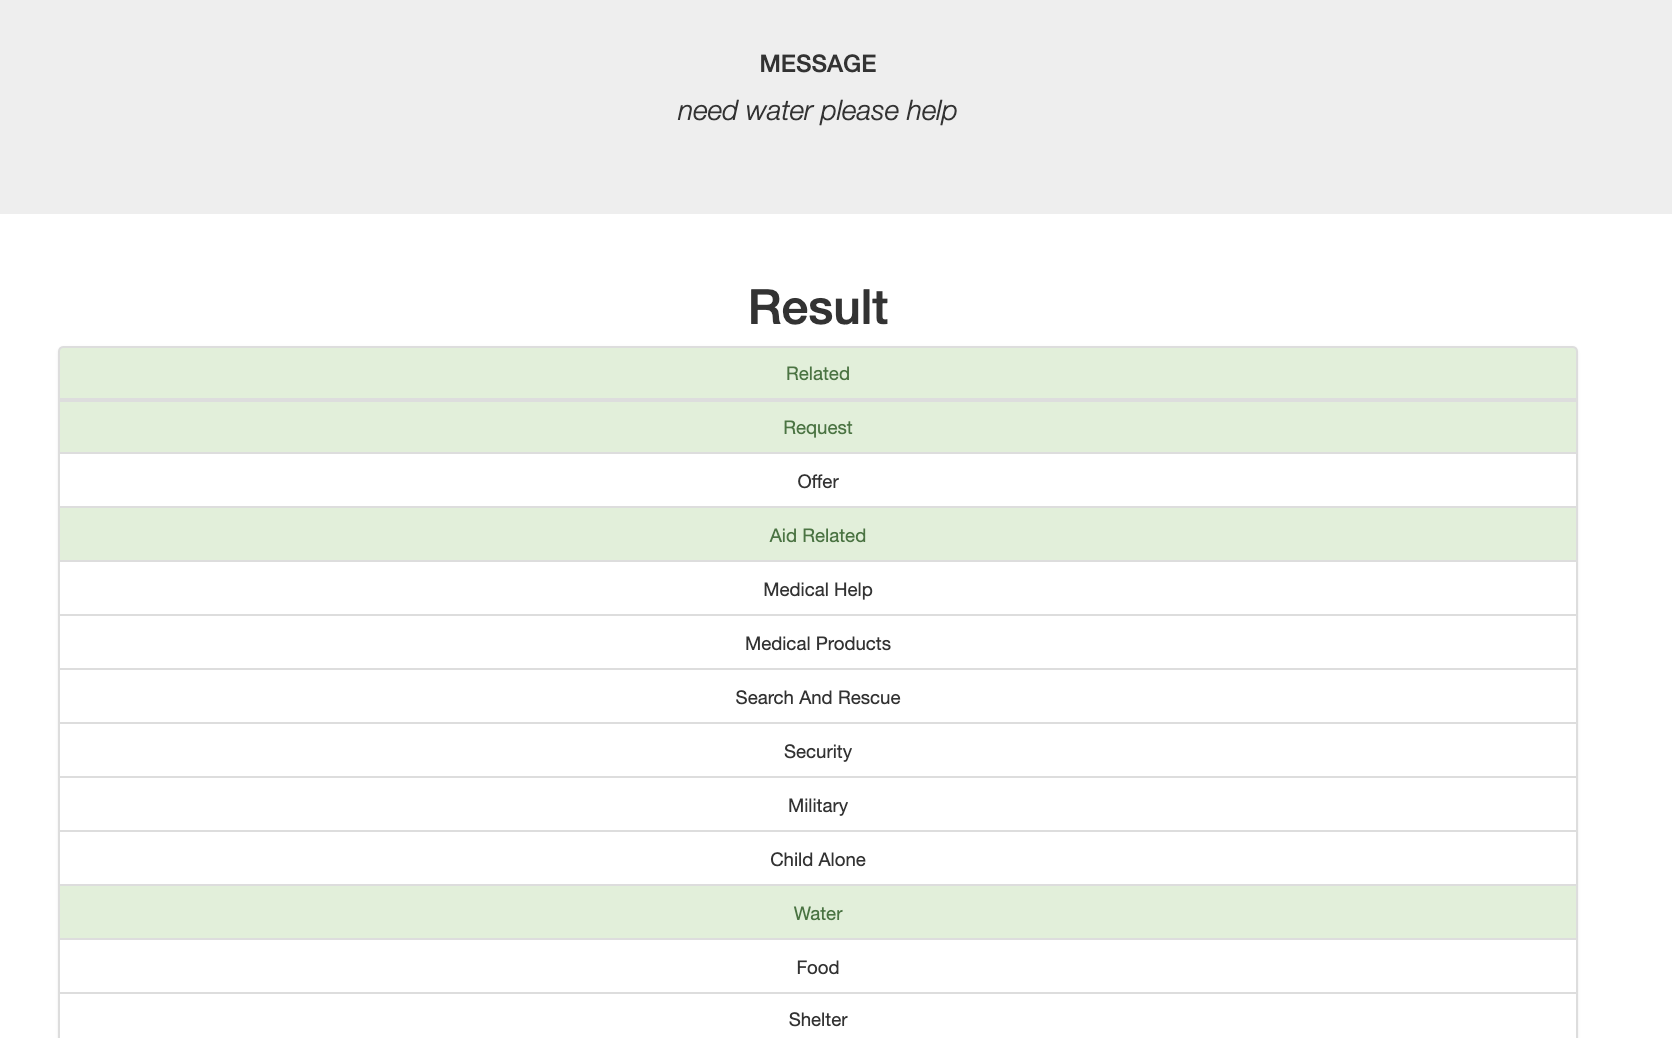 MESSAGE
need water please help
Result
Related
Request
Offer
Aid Related
Medical Help
Medical Products
Search And Rescue
Security
Military
Child Alone
Water
Food
Shelter